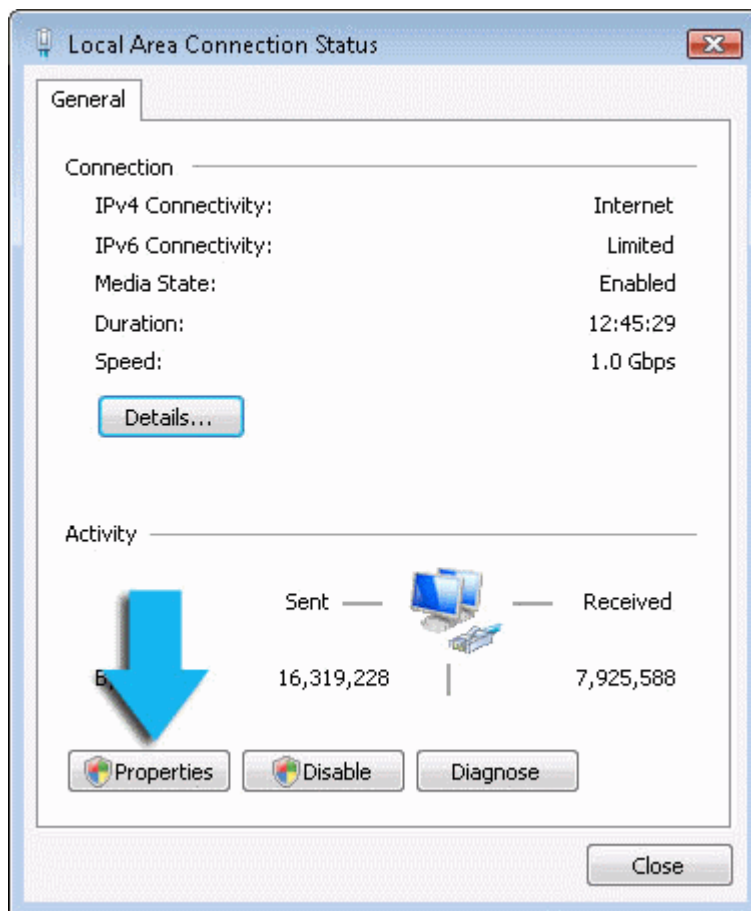 Local Area Connection Status
General
Connection
IPv4 Connectivity: Internet
IPv6 Connectivity: Limited
Media State: Enabled
Duration: 12:45:29
Speed: 1.0 Gbps
Details...
Activity
Sent Received
16,319,228 7,925,588
Properties Disable Diagnose
Close